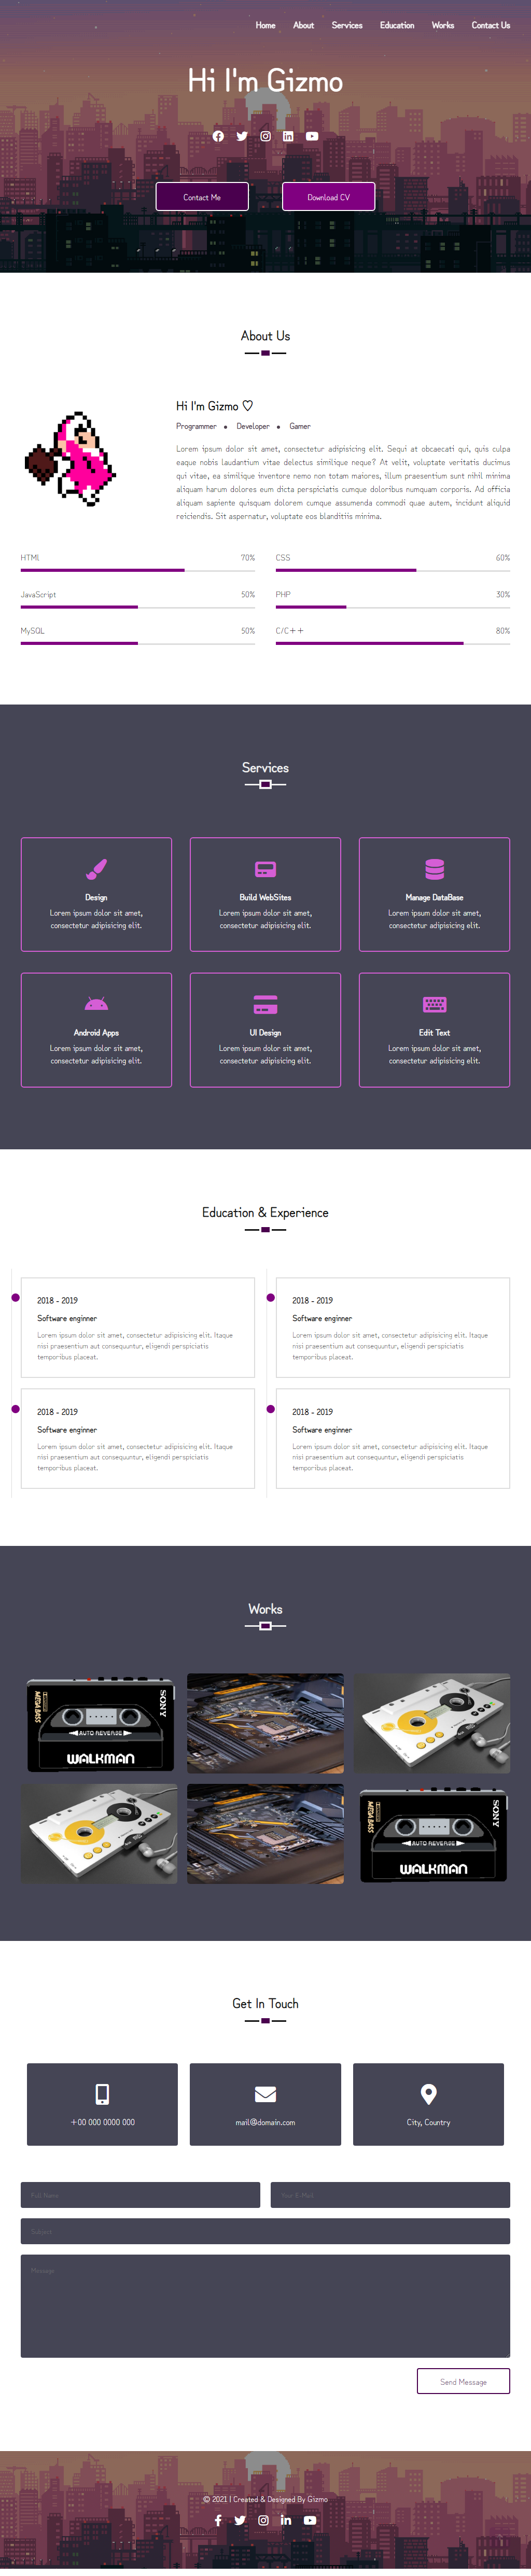 Home About Services Education Works Contact Us
Hi I'm Gizmo
Contact Me
Download CV
About Us
Hi I'm Gizmo ♡
Programmer • Developer • Gamer
Lorem ipsum dolor sit amet, consectetur adipisicing elit. Sequi at obcaecati qui, quis culpa
eaque nobis laudantium vitae delectus similique neque? At velit, voluptate veritatis ducimus
qui vitae, ea similique inventore nemo non totam maiores, illum praesentium sunt nihil minima
aliquam harum dolores eum dicta perspiciatis cumque doloribus numquam corporis. Ad officia
aliquam sapiente quisquam dolorem cumque assumenda commodi quae autem, incidunt aliquid
reiciendis. Sit aspernatur, voluptate eos blanditiis minima.
HTML 70%
CSS 60%
JavaScript 50%
PHP 30%
MySQL 50%
C/C++ 80%
Services
Design
Lorem ipsum dolor sit amet,
consectetur adipisicing elit.
Build WebSites
Lorem ipsum dolor sit amet,
consectetur adipisicing elit.
Manage DataBase
Lorem ipsum dolor sit amet,
consectetur adipisicing elit.
Android Apps
Lorem ipsum dolor sit amet,
consectetur adipisicing elit.
UI Design
Lorem ipsum dolor sit amet,
consectetur adipisicing elit.
Edit Text
Lorem ipsum dolor sit amet,
consectetur adipisicing elit.
Education & Experience
2018 - 2019
Software enginner
Lorem ipsum dolor sit amet, consectetur adipisicing elit. Itaque
nisi praesentium aut consequuntur, eligendi perspiciatis
temporibus placeat.
2018 - 2019
Software enginner
Lorem ipsum dolor sit amet, consectetur adipisicing elit. Itaque
nisi praesentium aut consequuntur, eligendi perspiciatis
temporibus placeat.
2018 - 2019
Software enginner
Lorem ipsum dolor sit amet, consectetur adipisicing elit. Itaque
nisi praesentium aut consequuntur, eligendi perspiciatis
temporibus placeat.
2018 - 2019
Software enginner
Lorem ipsum dolor sit amet, consectetur adipisicing elit. Itaque
nisi praesentium aut consequuntur, eligendi perspiciatis
temporibus placeat.
Works
MEGA BASS
SONY
AUTO REVERSE
WALKMAN
MEGA BASS
SONY
AUTO REVERSE
WALKMAN
Get In Touch
+00 000 0000 000
mail@domain.com
City, Country
Full Name
Your E-Mail
Subject
Message
Send Message
© 2021 | Created & Designed By Gizmo